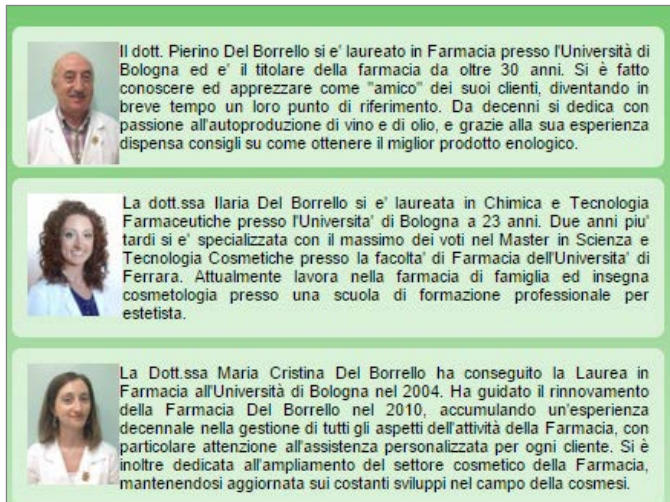 Il dott. Pierino Del Borrello si e' laureato in Farmacia presso l'Università di
Bologna ed e' il titolare della farmacia da oltre 30 anni. Si è fatto
conoscere ed apprezzare come "amico" dei suoi clienti, diventando in
breve tempo un loro punto di riferimento. Da decenni si dedica con
passione all'autoproduzione di vino e di olio, e grazie alla sua esperienza
dispensa consigli su come ottenere il miglior prodotto enologico.
La dott.ssa Ilaria Del Borrello si e' laureata in Chimica e Tecnologia
Farmaceutiche presso l'Universita' di Bologna a 23 anni. Due anni piu'
tardi si e' specializzata con il massimo dei voti nel Master in Scienza e
Tecnologia Cosmetiche presso la facolta' di Farmacia dell'Universita' di
Ferrara. Attualmente lavora nella farmacia di famiglia ed insegna
cosmetologia presso una scuola di formazione professionale per
estetista.
La Dott.ssa Maria Cristina Del Borrello ha conseguito la Laurea in
Farmacia all'Università di Bologna nel 2004. Ha guidato il rinnovamento
della Farmacia Del Borrello nel 2010, accumulando un'esperienza
decennale nella gestione di tutti gli aspetti dell'attività della Farmacia, con
particolare attenzione all'assistenza personalizzata per ogni cliente. Si è
inoltre dedicata all'ampliamento del settore cosmetico della Farmacia,
mantenendosi aggiornata sui costanti sviluppi nel campo della cosmesi.